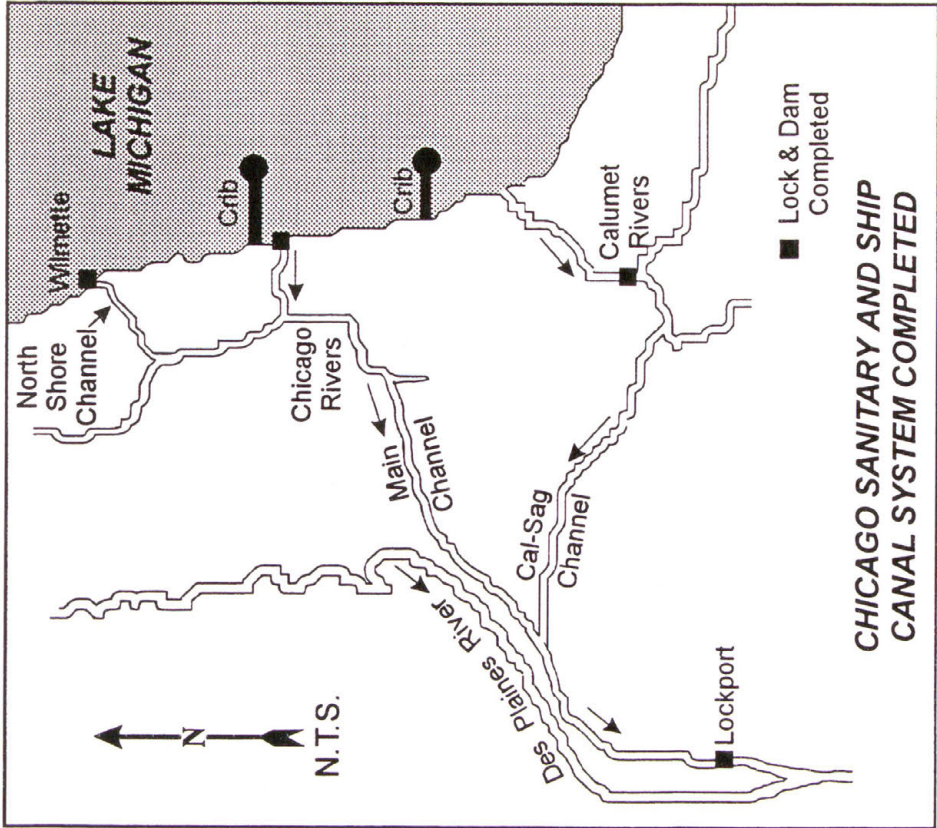 LAKE
MICHIGAN
Wilmette
North
Shore
Channel
Crib
Crib
Chicago
Rivers
Calumet
Rivers
Main
Channel
Cal-Sag
Channel
Des Plaines River
N
N.T.S.
Lockport
Lock & Dam
Completed
CHICAGO SANITARY AND SHIP
CANAL SYSTEM COMPLETED